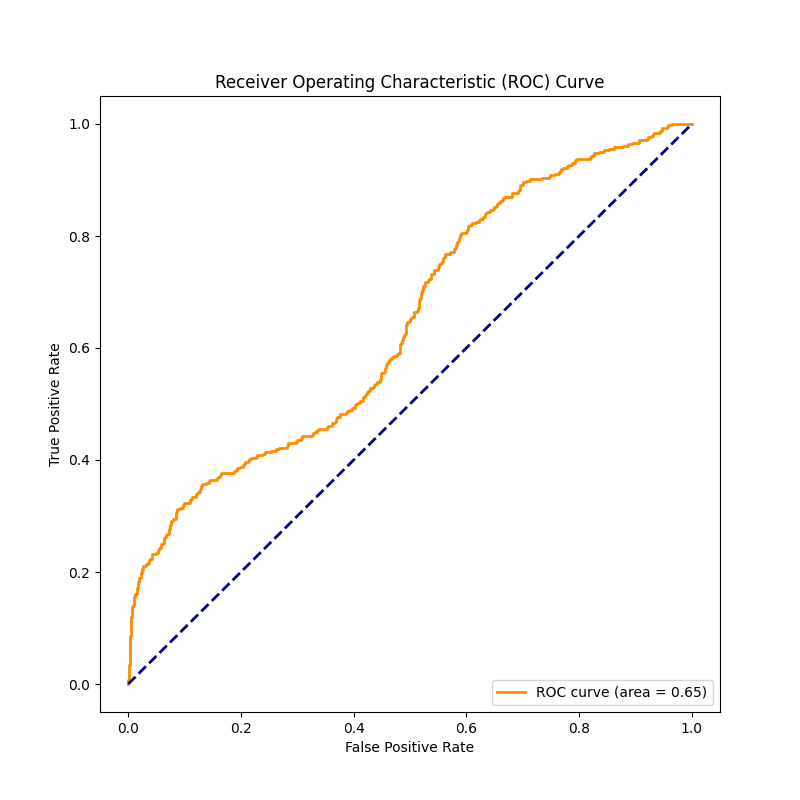 Receiver Operating Characteristic (ROC) Curve
True Positive Rate
1.0
0.8
0.6
0.4
0.2
0.0
ROC curve (area = 0.65)
0.0 0.2 0.4 0.6 0.8 1.0
False Positive Rate